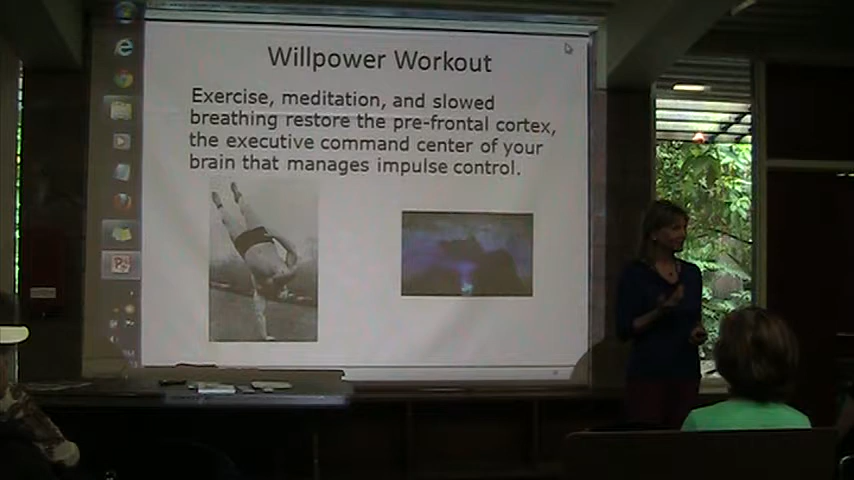 Willpower Workout
Exercise, meditation, and slowed
breathing restore the pre-frontal cortex,
the executive command center of your
brain that manages impulse control.